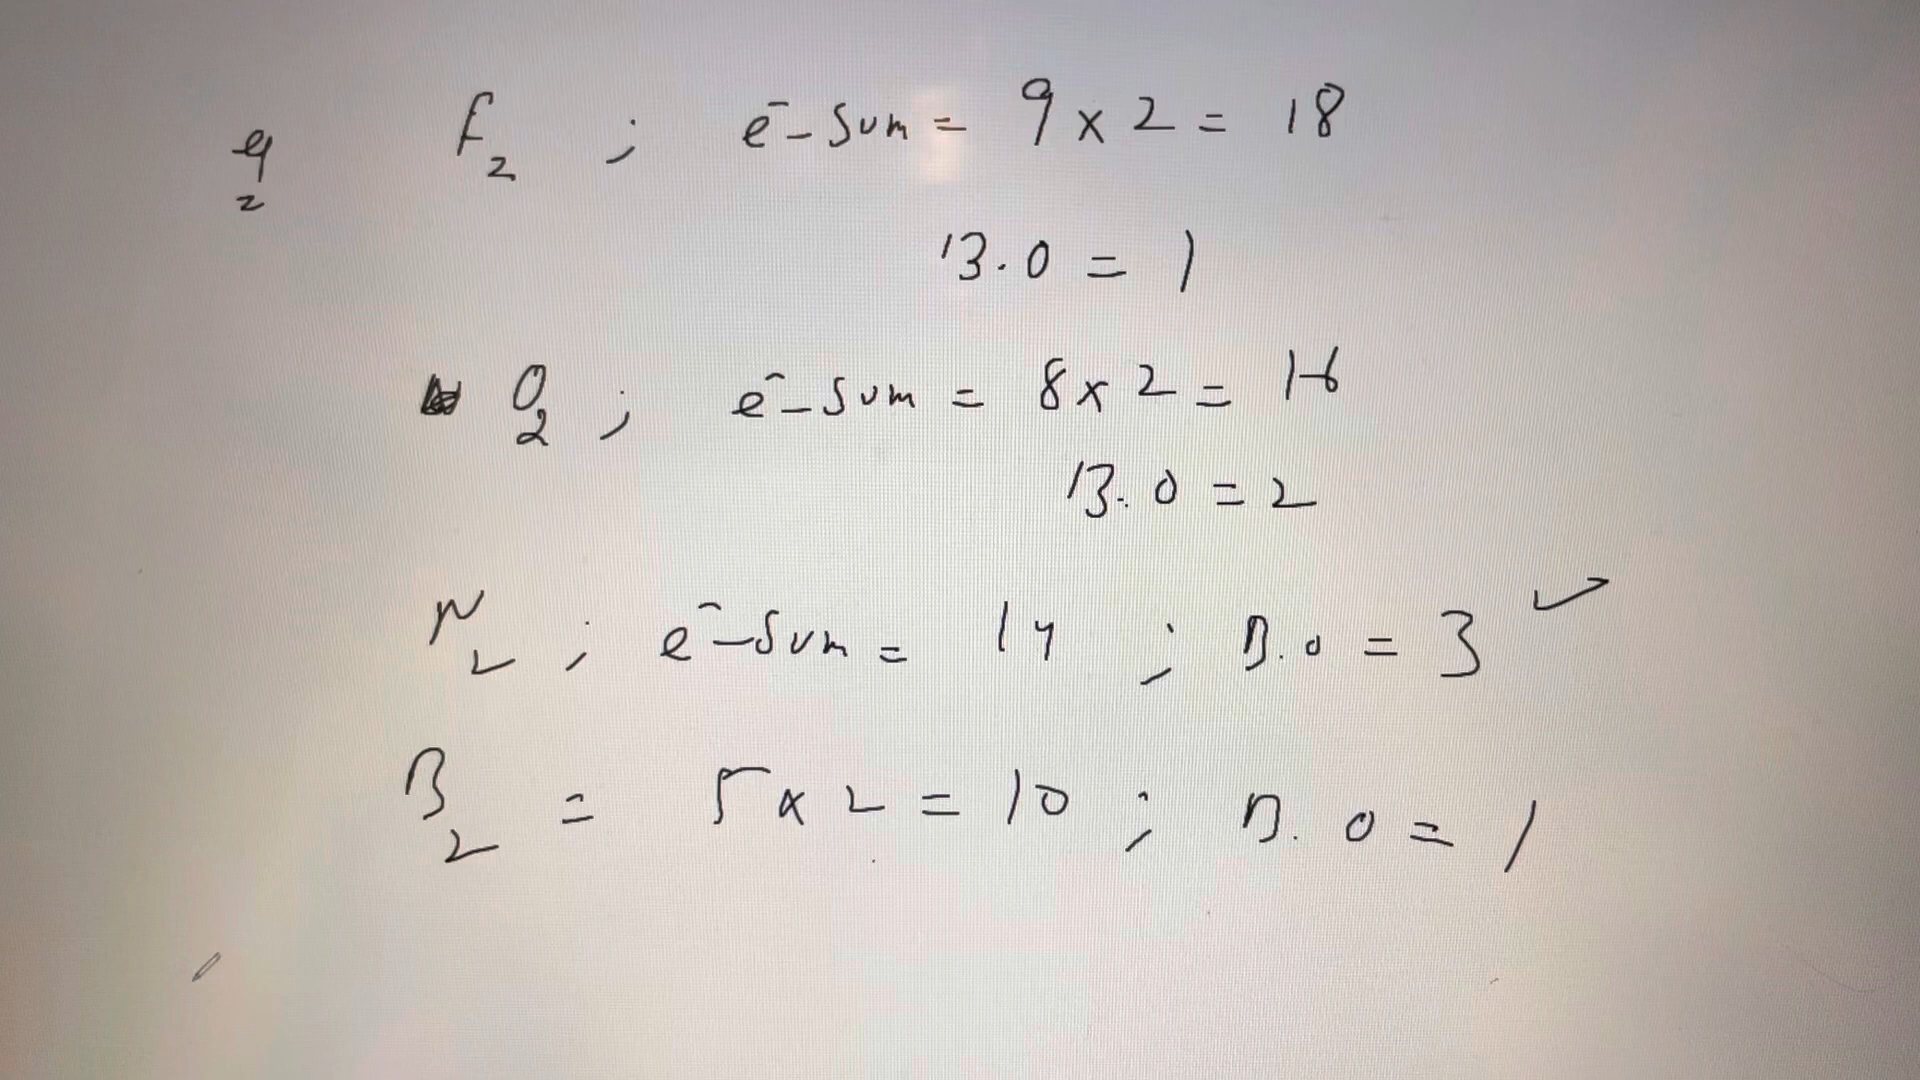 eg F₂ ; e⁻-sum = 9 x 2 = 18
B.O = 1
O₂ ; e⁻-sum = 8 x 2 = 16
B.O = 2
N₂ ; e⁻-sum = 14 ; B.O = 3 ✓
B₂ = 5 x 2 = 10 ; B.O = 1